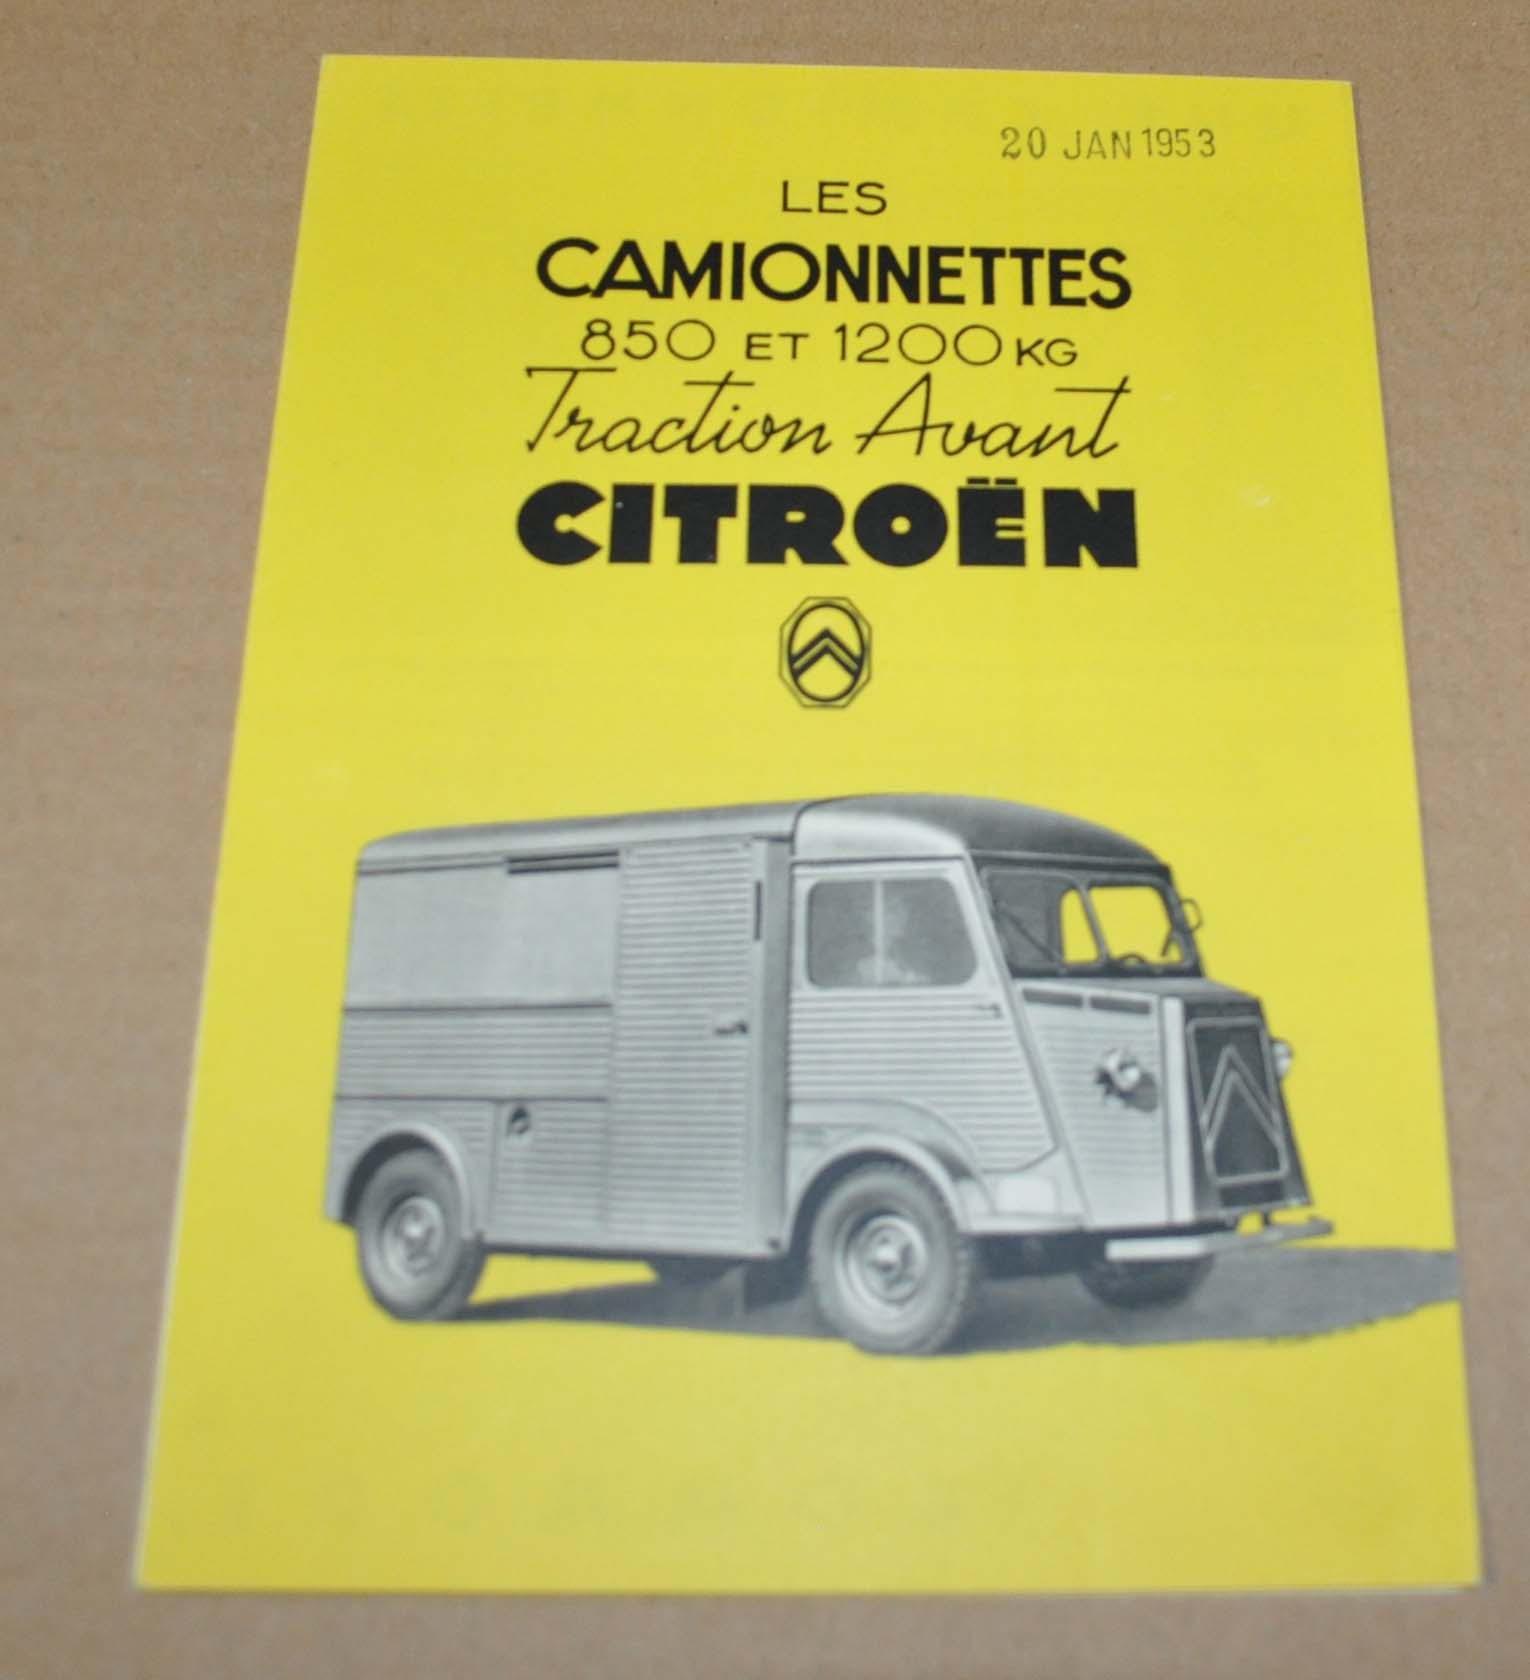 20 JAN 1953
LES
CAMIONNETTES
850 ET 1200 KG
Traction Avant
CITROËN